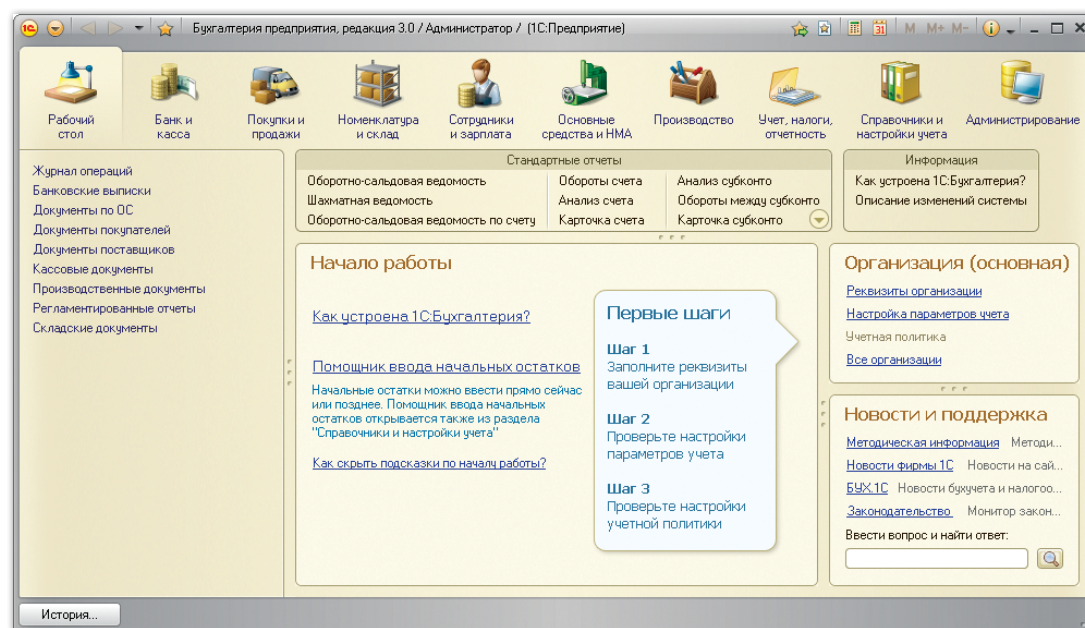 1С Бухгалтерия предприятия, редакция 3.0 / Администратор / (1С:Предприятие) 31 M M+ M-
Рабочий стол
Банк и касса
Покупки и продажи
Номенклатура и склад
Сотрудники и зарплата
Основные средства и НМА
Производство
Учет, налоги, отчетность
Справочники и настройки учета
Администрирование
Журнал операций
Банковские выписки
Документы по ОС
Документы покупателей
Документы поставщиков
Кассовые документы
Производственные документы
Регламентированные отчеты
Складские документы
Стандартные отчеты
Оборотно-сальдовая ведомость
Шахматная ведомость
Оборотно-сальдовая ведомость по счету
Обороты счета
Анализ счета
Карточка счета
Анализ субконто
Обороты между субконто
Карточка субконто
Информация
Как устроена 1С:Бухгалтерия?
Описание изменений системы
Начало работы
Как устроена 1С:Бухгалтерия?
Помощник ввода начальных остатков
Начальные остатки можно ввести прямо сейчас
или позднее. Помощник ввода начальных
остатков открывается также из раздела
"Справочники и настройки учета"
Как скрыть подсказки по началу работы?
Первые шаги
Шаг 1
Заполните реквизиты
вашей организации
Шаг 2
Проверьте настройки
параметров учета
Шаг 3
Проверьте настройки
учетной политики
Организация (основная)
Реквизиты организации
Настройка параметров учета
Учетная политика
Все организации
Новости и поддержка
Методическая информация Методи...
Новости фирмы 1С Новости на сай...
БУХ.1С Новости бухучета и налогоо...
Законодательство Монитор закон...
Ввести вопрос и найти ответ:
История...